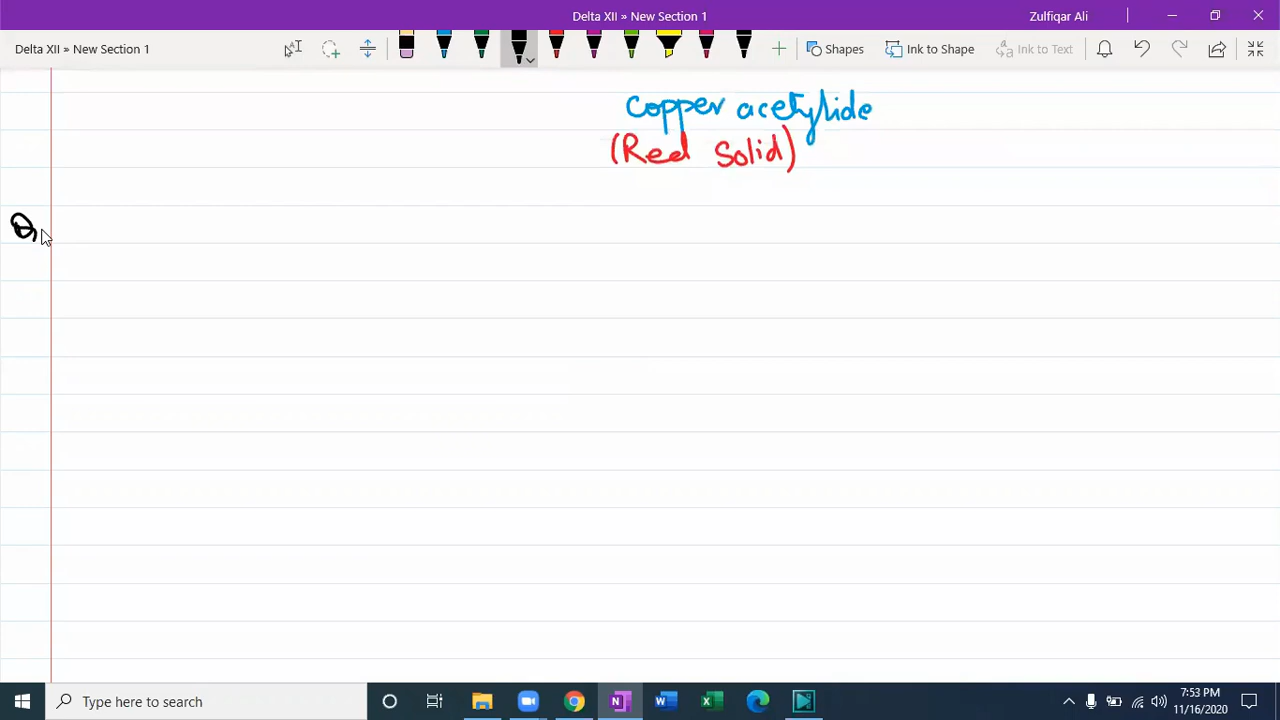 Delta XII » New Section 1
Zulfiqar Ali
Delta XII » New Section 1
Shapes
Ink to Shape
Ink to Text
Copper acetylide
(Red Solid)
Q
Type here to search
7:53 PM
11/16/2020